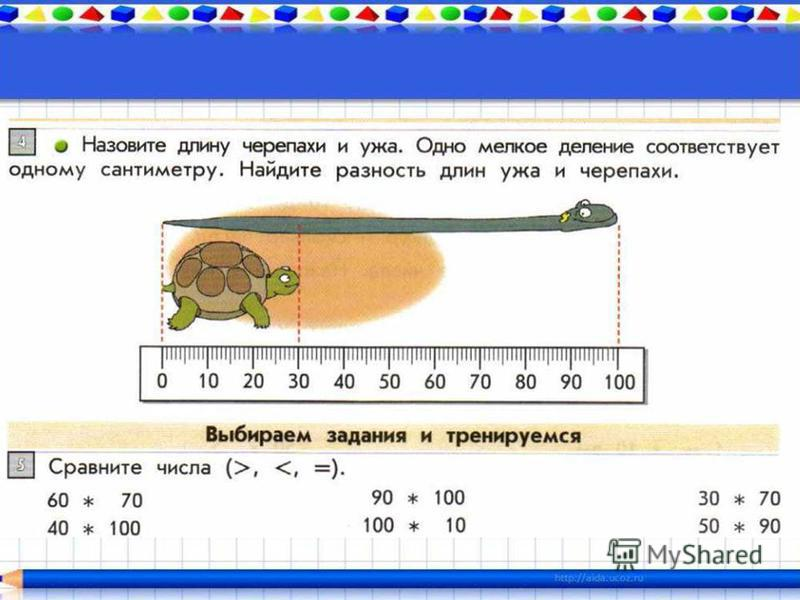 4 Назовите длину черепахи и ужа. Одно мелкое деление соответствует
одному сантиметру. Найдите разность длин ужа и черепахи.
0 10 20 30 40 50 60 70 80 90 100
Выбираем задания и тренируемся
5 Сравните числа (>, <, =).
60 * 70 90 * 100 30 * 70
40 * 100 100 * 10 50 * 90
MyShared
http://aida.ucoz.ru